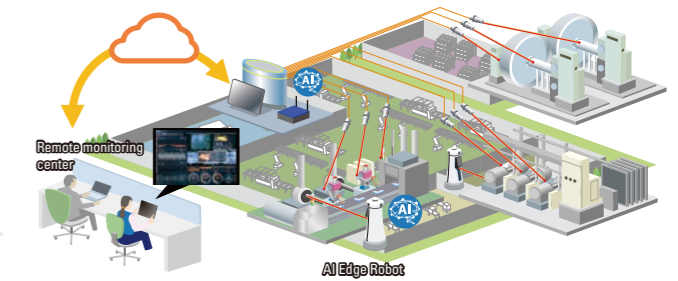 AI
Remote monitoring
center
AI
AI Edge Robot